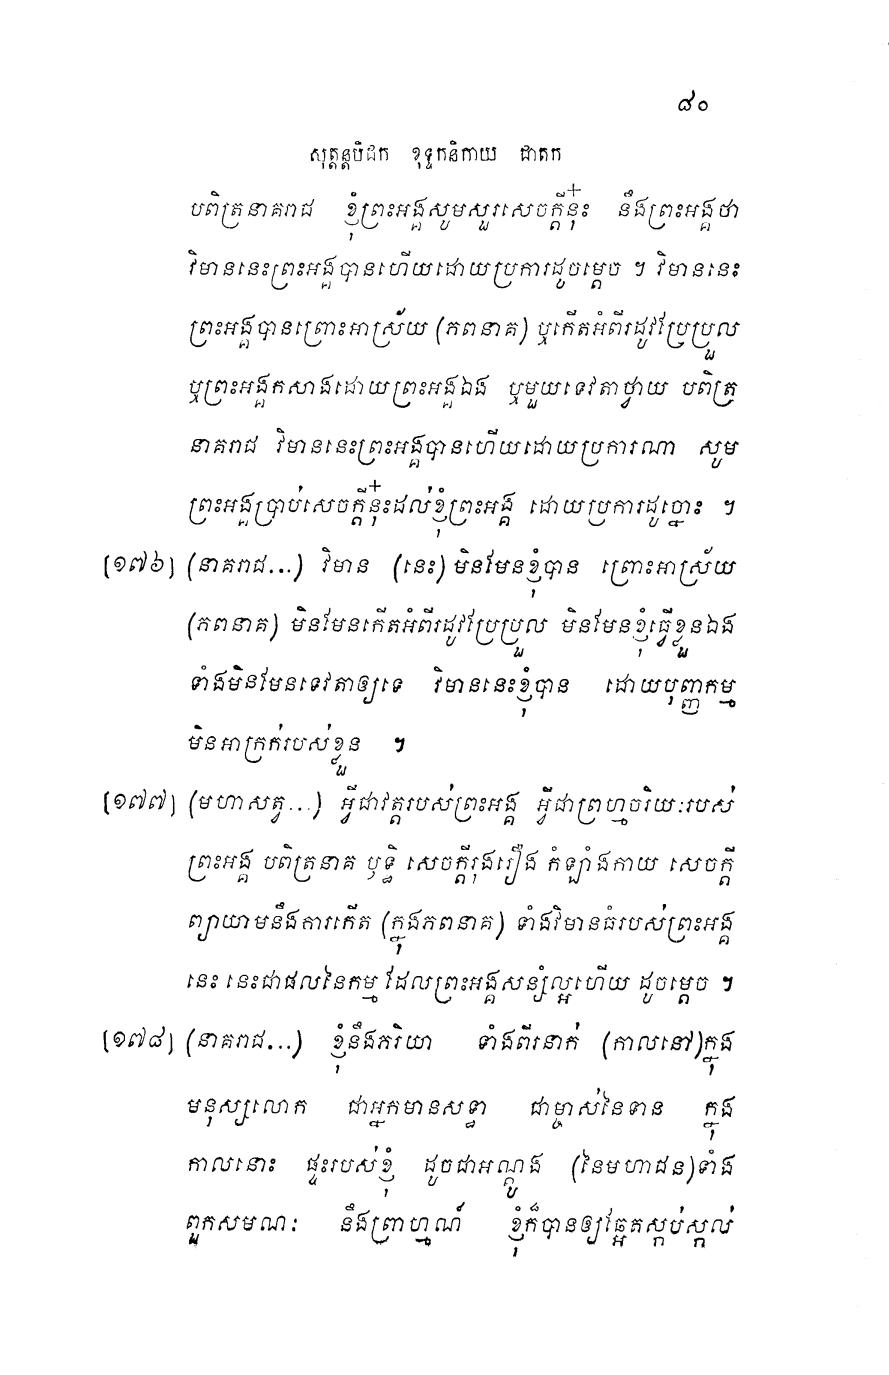 ៨០
សុត្តន្តបិដក ខុទ្ទកនិកាយ ជាតក
បពិត្រនាគរាជ ខ្ញុំព្រះអង្គសូមសួរសេចក្តីនុ៎ះ នឹងព្រះអង្គថា
វិមាននេះព្រះអង្គបានហើយដោយប្រការដូចម្តេច ។ វិមាននេះ
ព្រះអង្គបានព្រោះអាស្រ័យ (ភពនាគ) ឬកើតអំពីរដូវប្រែប្រួល
ឬព្រះអង្គកសាងដោយព្រះអង្គឯង ឬមួយទេវតាថ្វាយ បពិត្រ
នាគរាជ វិមាននេះព្រះអង្គបានហើយដោយប្រការណា សូម
ព្រះអង្គប្រាប់សេចក្តីនុ៎ះដល់ខ្ញុំព្រះអង្គ ដោយប្រការដូច្នោះ ។
[១៧៦] (នាគរាជ...) វិមាន (នេះ) មិនមែនខ្ញុំបាន ព្រោះអាស្រ័យ
(ភពនាគ) មិនមែនកើតអំពីរដូវប្រែប្រួល មិនមែនខ្ញុំធ្វើខ្លួនឯង
ទាំងមិនមែនទេវតាឲ្យទេ វិមាននេះខ្ញុំបាន ដោយបុញ្ញកម្ម
មិនអាក្រក់របស់ខ្លួន ។
[១៧៧] (មហាសត្វ...) អ្វីជាវត្តរបស់ព្រះអង្គ អ្វីជាព្រហ្មចរិយៈរបស់
ព្រះអង្គ បពិត្រនាគ ឫទ្ធិ សេចក្តីរុងរឿង កំឡាំងកាយ សេចក្តី
ព្យាយាមនឹងការកើត (ក្នុងភពនាគ) ទាំងវិមានធំរបស់ព្រះអង្គ
នេះ នេះជាផលនៃកម្ម ដែលព្រះអង្គសន្សំល្អហើយ ដូចម្តេច ។
[១៧៨] (នាគរាជ...) ខ្ញុំនឹងភរិយា ទាំងពីរនាក់ (កាលនៅ)ក្នុង
មនុស្សលោក ជាអ្នកមានសទ្ធា ជាម្ចាស់នៃទាន ក្នុង
កាលនោះ ផ្ទះរបស់ខ្ញុំ ដូចជាអណ្តូង (នៃមហាជន)ទាំង
ពួកសមណៈ នឹងព្រាហ្មណ៍ ខ្ញុំក៏បានឲ្យឆ្អែតស្កប់ស្កល់